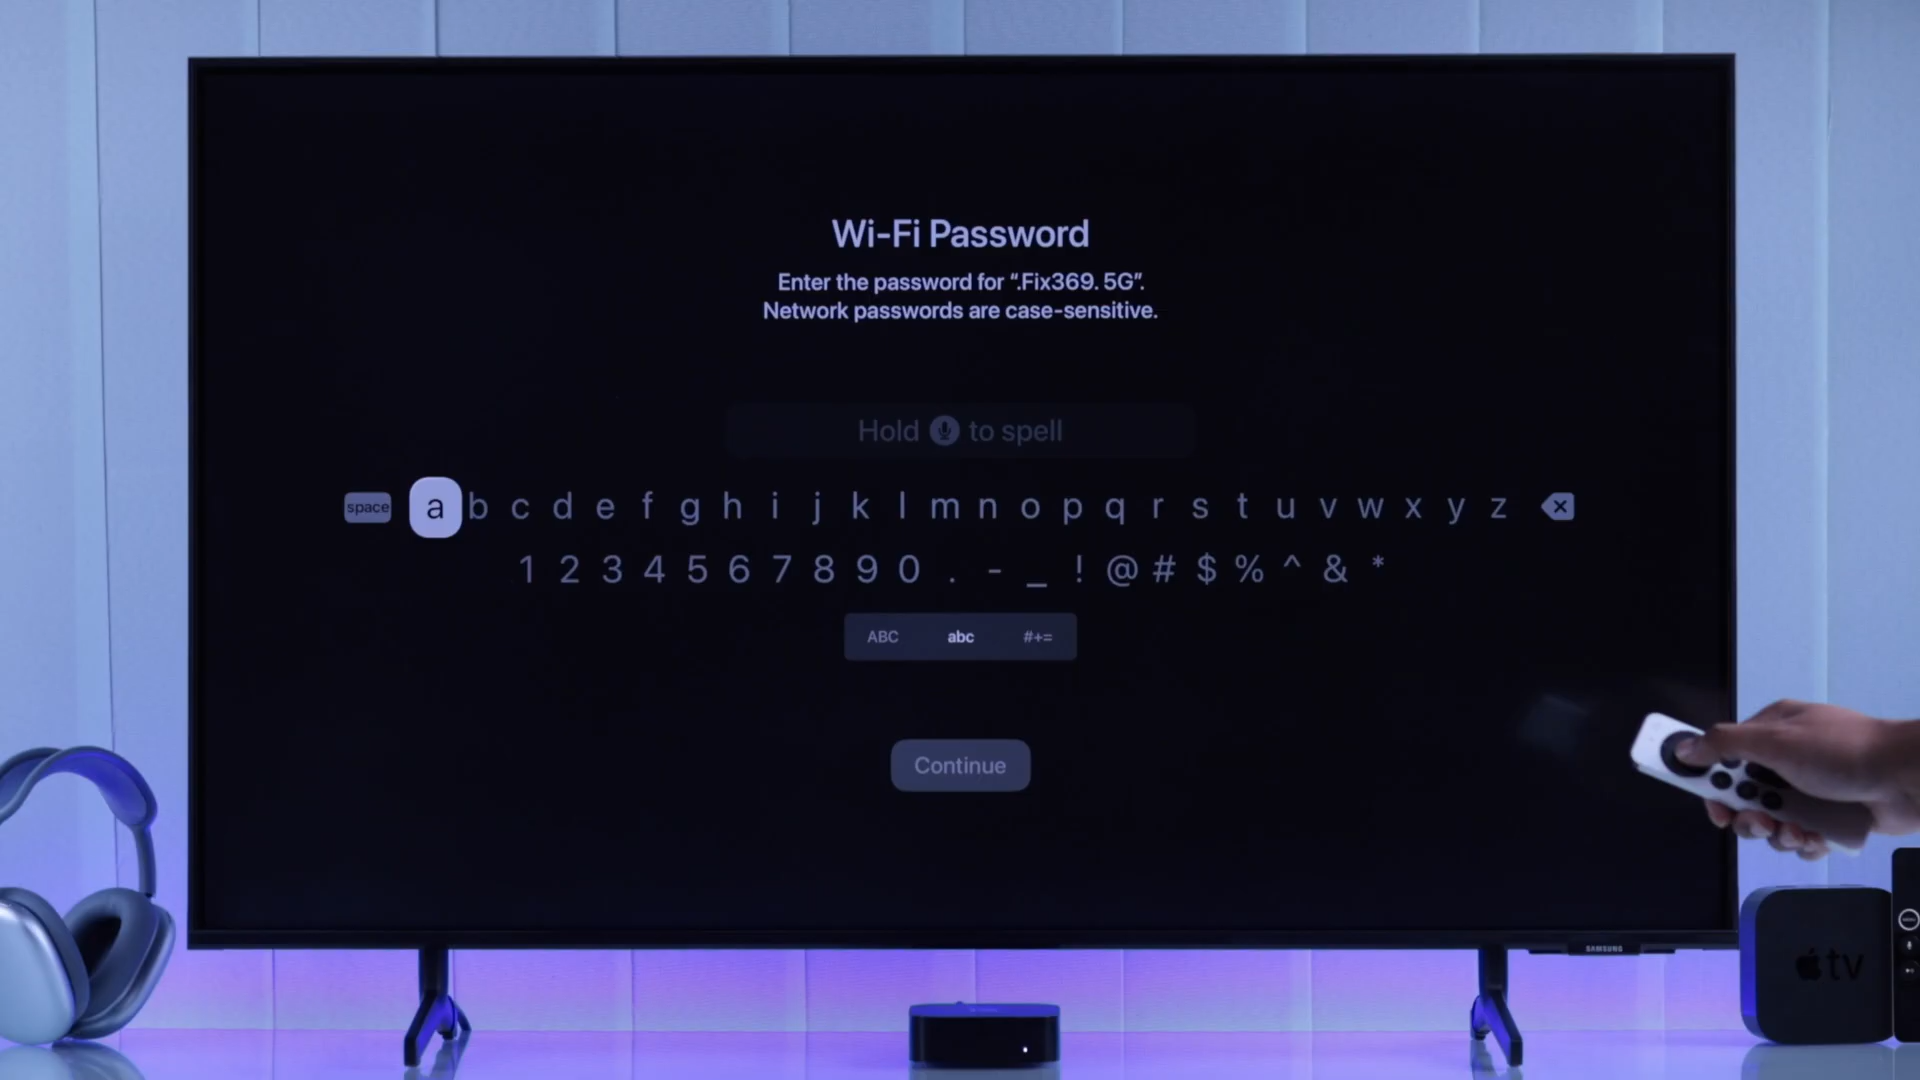 Wi-Fi Password
Enter the password for “.Fix369. 5G”.
Network passwords are case-sensitive.
Hold to spell
space a b c d e f g h i j k l m n o p q r s t u v w x y z
1 2 3 4 5 6 7 8 9 0 . - _ ! @ # $ % ^ & *
ABC abc #+=
Continue
SAMSUNG
tv
MENU